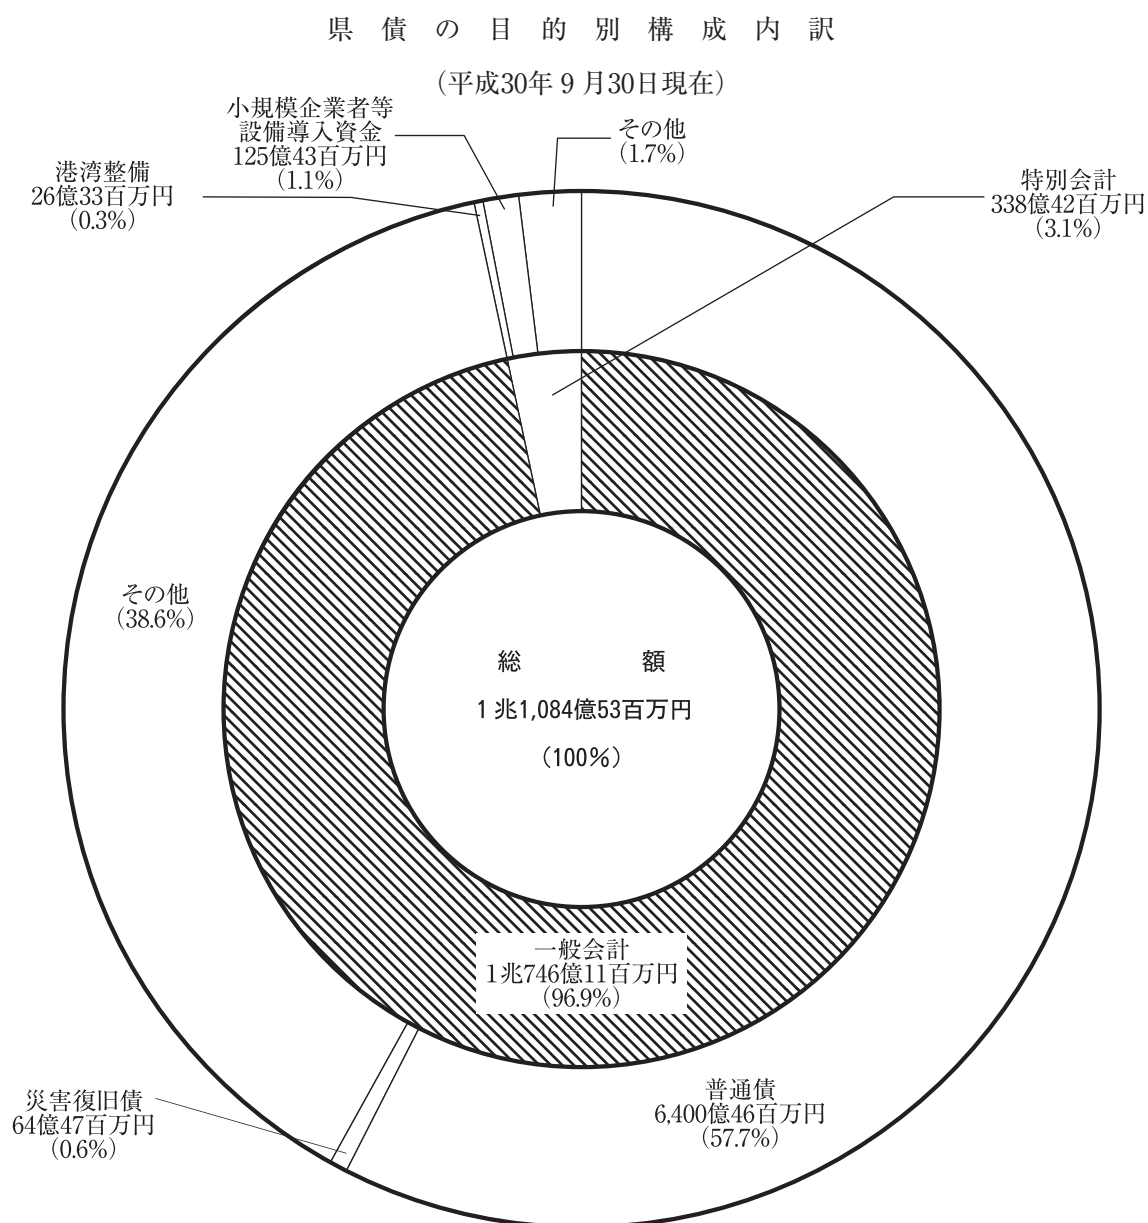 県債の目的別構成内訳
（平成30年9月30日現在）
小規模企業者等
設備導入資金
125億43百万円
（1.1%）
その他
（1.7%）
港湾整備
26億33百万円
（0.3%）
特別会計
338億42百万円
（3.1%）
その他
（38.6%）
総額
1兆1,084億53百万円
（100%）
一般会計
1兆746億11百万円
（96.9%）
災害復旧債
64億47百万円
（0.6%）
普通債
6,400億46百万円
（57.7%）